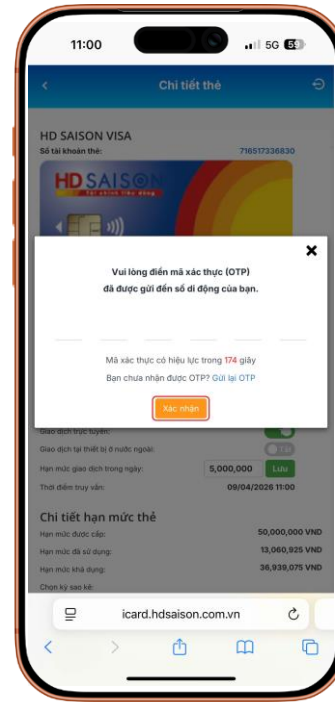 11:00
5G 59
Chi tiết thẻ
HD SAISON VISA
Số tài khoản thẻ: 716517336830
HD SAISON
Tài chính tiêu dùng
Vui lòng điền mã xác thực (OTP)
đã được gửi đến số di động của bạn.
Mã xác thực có hiệu lực trong 174 giây
Bạn chưa nhận được OTP? Gửi lại OTP
Xác nhận
Giao dịch trực tuyến:
Giao dịch tại thiết bị ở nước ngoài:
Hạn mức giao dịch trong ngày: 5,000,000 Lưu
Thời điểm truy vấn: 09/04/2026 11:00
Chi tiết hạn mức thẻ
Hạn mức được cấp: 50,000,000 VND
Hạn mức đã sử dụng: 13,060,925 VND
Hạn mức khả dụng: 36,939,075 VND
Chọn kỳ sao kê:
icard.hdsaison.com.vn